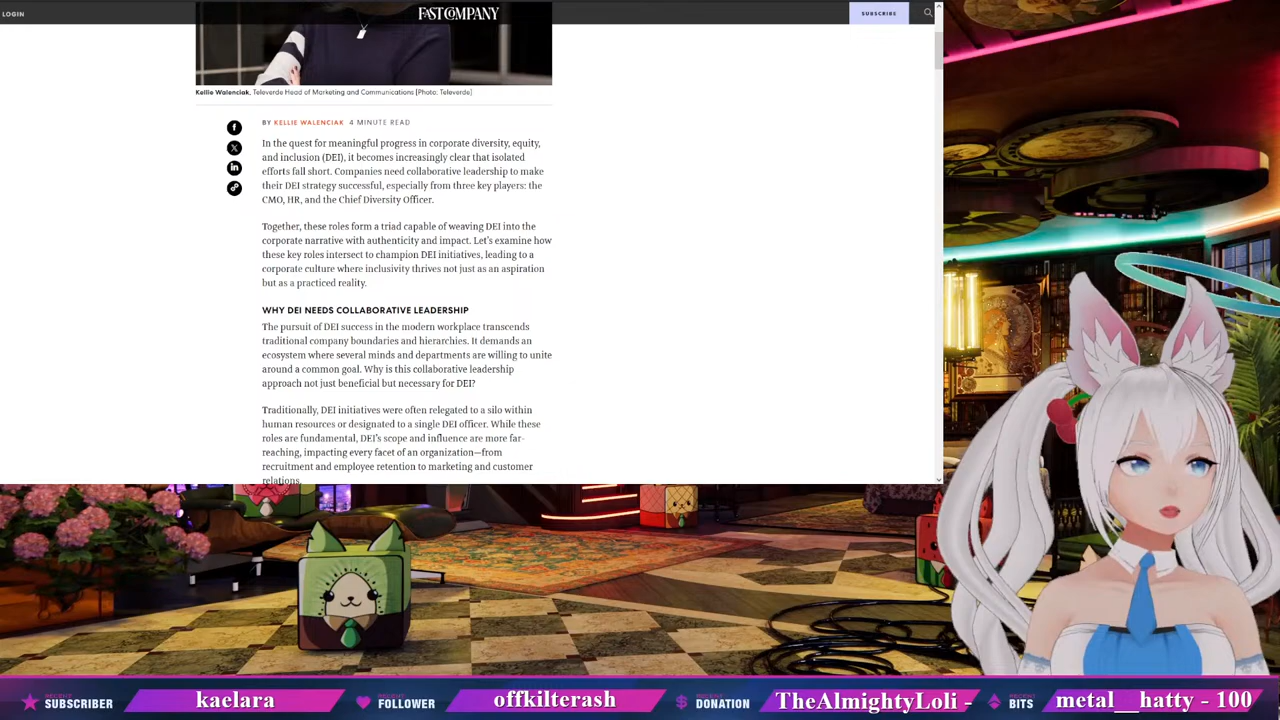 LOGIN
FAST COMPANY
SUBSCRIBE
Kellie Walenciak, Televerde Head of Marketing and Communications [Photo: Televerde]
BY KELLIE WALENCIAK 4 MINUTE READ
In the quest for meaningful progress in corporate diversity, equity,
and inclusion (DEI), it becomes increasingly clear that isolated
efforts fall short. Companies need collaborative leadership to make
their DEI strategy successful, especially from three key players: the
CMO, HR, and the Chief Diversity Officer.
Together, these roles form a triad capable of weaving DEI into the
corporate narrative with authenticity and impact. Let's examine how
these key roles intersect to champion DEI initiatives, leading to a
corporate culture where inclusivity thrives not just as an aspiration
but as a practiced reality.
WHY DEI NEEDS COLLABORATIVE LEADERSHIP
The pursuit of DEI success in the modern workplace transcends
traditional company boundaries and hierarchies. It demands an
ecosystem where several minds and departments are willing to unite
around a common goal. Why is this collaborative leadership
approach not just beneficial but necessary for DEI?
Traditionally, DEI initiatives were often relegated to a silo within
human resources or designated to a single DEI officer. While these
roles are fundamental, DEI's scope and influence are more far-
reaching, impacting every facet of an organization—from
recruitment and employee retention to marketing and customer
relations.
RECENT SUBSCRIBER kaelara
RECENT FOLLOWER offkilterash
RECENT DONATION TheAlmightyLoli -
RECENT BITS metal__hatty - 100